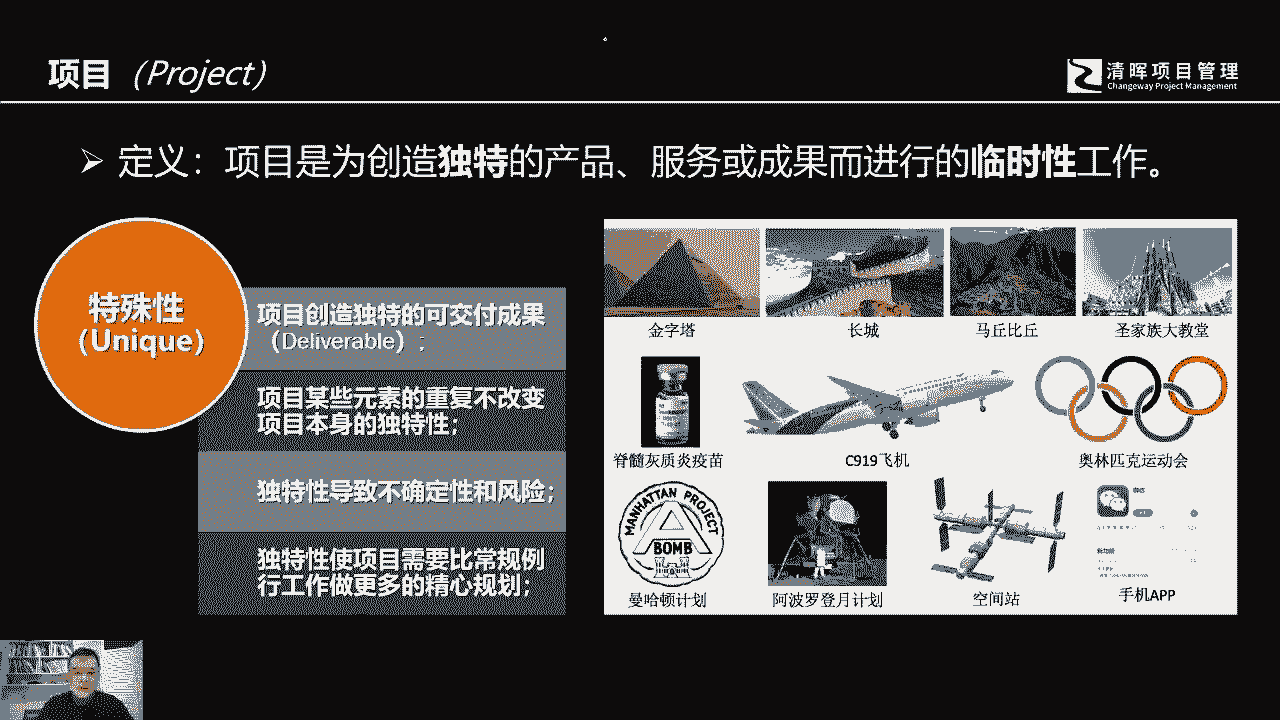 项目（Project）
清晖项目管理
Changeway Project Management
➢ 定义：项目是为创造独特的产品、服务或成果而进行的临时性工作。
特殊性
（Unique）
项目创造独特的可交付成果
（Deliverable）；
项目某些元素的重复不改变
项目本身的独特性；
独特性导致不确定性和风险；
独特性使项目需要比常规例
行工作做更多的精心规划；
金字塔
长城
马丘比丘
圣家族大教堂
脊髓灰质炎疫苗
C919飞机
奥林匹克运动会
MANHATTAN PROJECT
A
BOMB
曼哈顿计划
阿波罗登月计划
空间站
手机APP